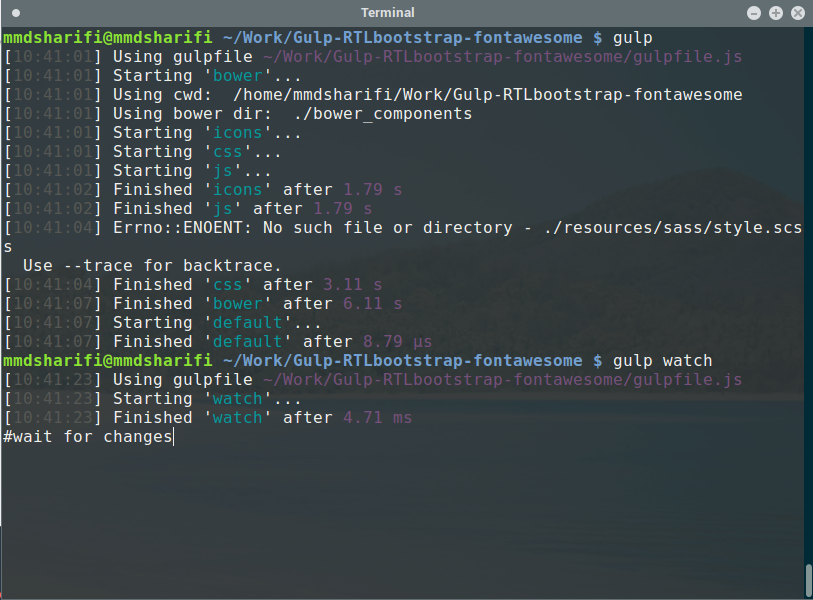 Terminal
mmdsharifi@mmdsharifi ~/Work/Gulp-RTLbootstrap-fontawesome $ gulp
[10:41:01] Using gulpfile ~/Work/Gulp-RTLbootstrap-fontawesome/gulpfile.js
[10:41:01] Starting 'bower'...
[10:41:01] Using cwd:  /home/mmdsharifi/Work/Gulp-RTLbootstrap-fontawesome
[10:41:01] Using bower dir:  ./bower_components
[10:41:01] Starting 'icons'...
[10:41:01] Starting 'css'...
[10:41:01] Starting 'js'...
[10:41:02] Finished 'icons' after 1.79 s
[10:41:02] Finished 'js' after 1.79 s
[10:41:04] Errno::ENOENT: No such file or directory - ./resources/sass/style.scs
s
  Use --trace for backtrace.
[10:41:04] Finished 'css' after 3.11 s
[10:41:07] Finished 'bower' after 6.11 s
[10:41:07] Starting 'default'...
[10:41:07] Finished 'default' after 8.79 μs
mmdsharifi@mmdsharifi ~/Work/Gulp-RTLbootstrap-fontawesome $ gulp watch
[10:41:23] Using gulpfile ~/Work/Gulp-RTLbootstrap-fontawesome/gulpfile.js
[10:41:23] Starting 'watch'...
[10:41:23] Finished 'watch' after 4.71 ms
#wait for changes